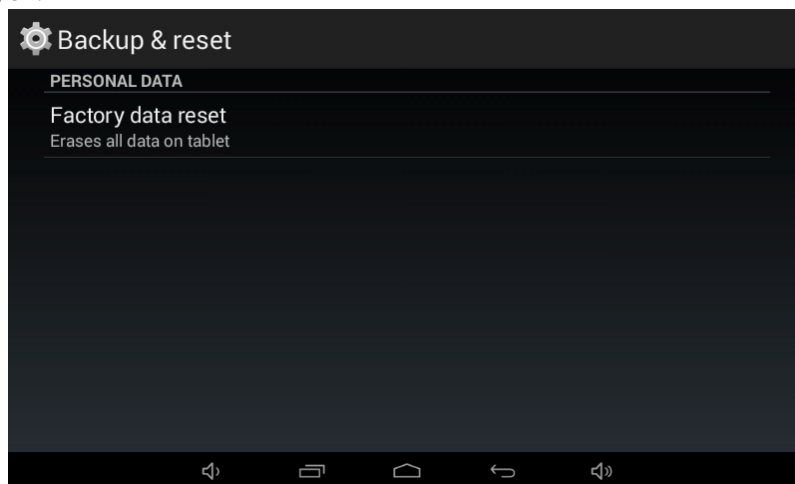 Backup & reset
PERSONAL DATA
Factory data reset
Erases all data on tablet